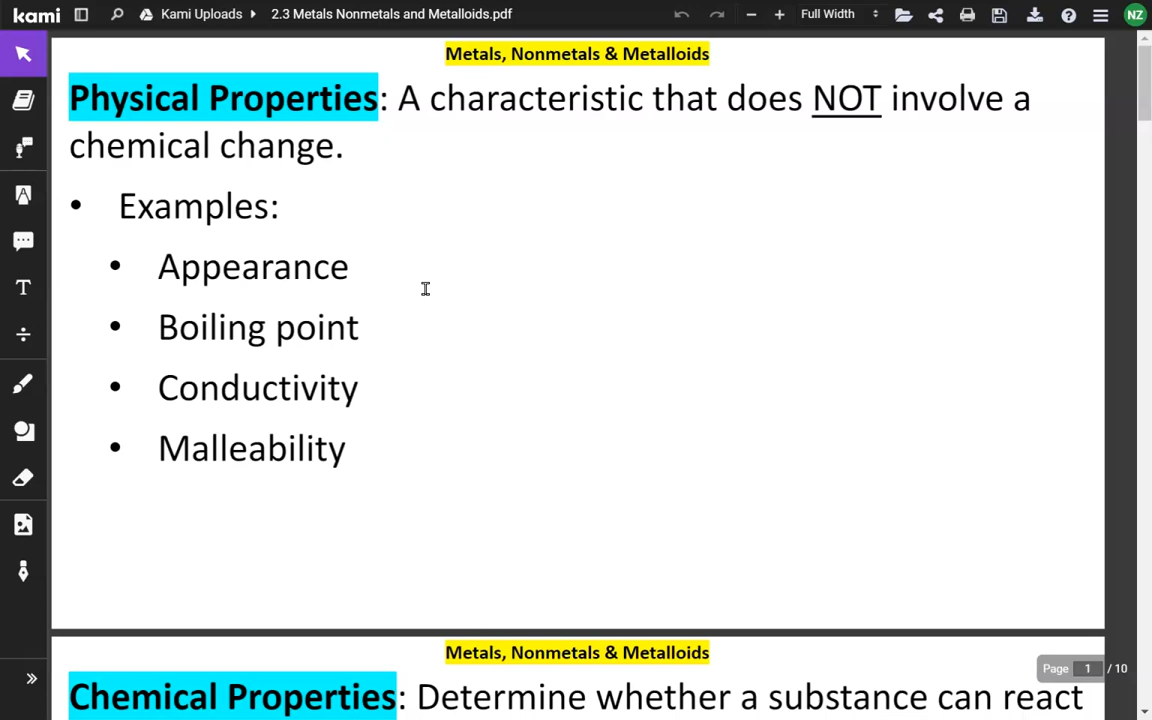 kami Kami Uploads 2.3 Metals Nonmetals and Metalloids.pdf Full Width NZ
Metals, Nonmetals & Metalloids
Physical Properties: A characteristic that does NOT involve a
chemical change.
• Examples:
• Appearance
• Boiling point
• Conductivity
• Malleability
Metals, Nonmetals & Metalloids
Page 1 / 10
Chemical Properties: Determine whether a substance can react